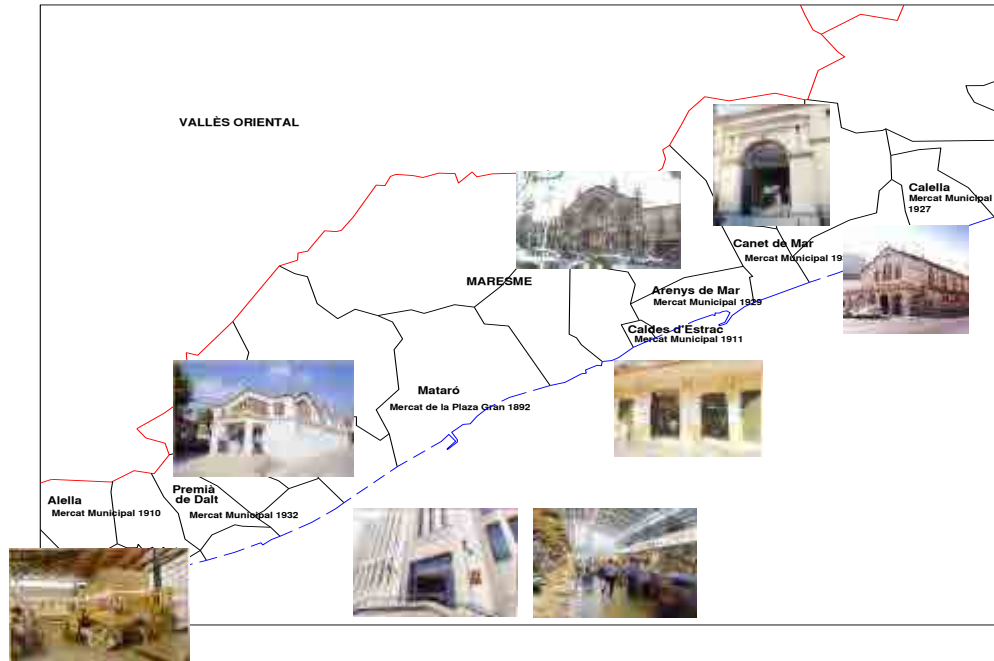 VALLÈS ORIENTAL
Calella
Mercat Municipal
1927
Canet de Mar
Mercat Municipal
MARESME
Arenys de Mar
Mercat Municipal 1929
Caldes d'Estrac
Mercat Municipal 1911
Mataró
Mercat de la Plaza Gran 1892
Premià
de Dalt
Mercat Municipal 1932
Alella
Mercat Municipal 1910